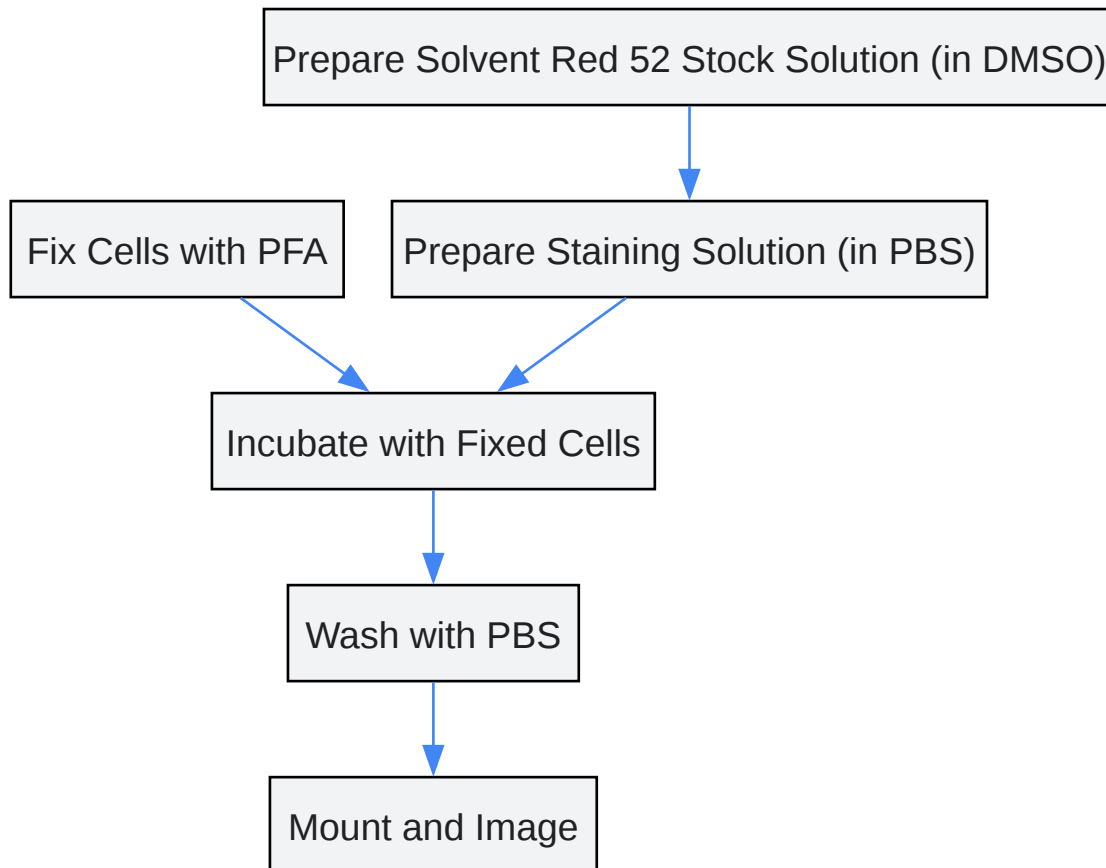 Prepare Solvent Red 52 Stock Solution (in DMSO)
Fix Cells with PFA
Prepare Staining Solution (in PBS)
Incubate with Fixed Cells
Wash with PBS
Mount and Image